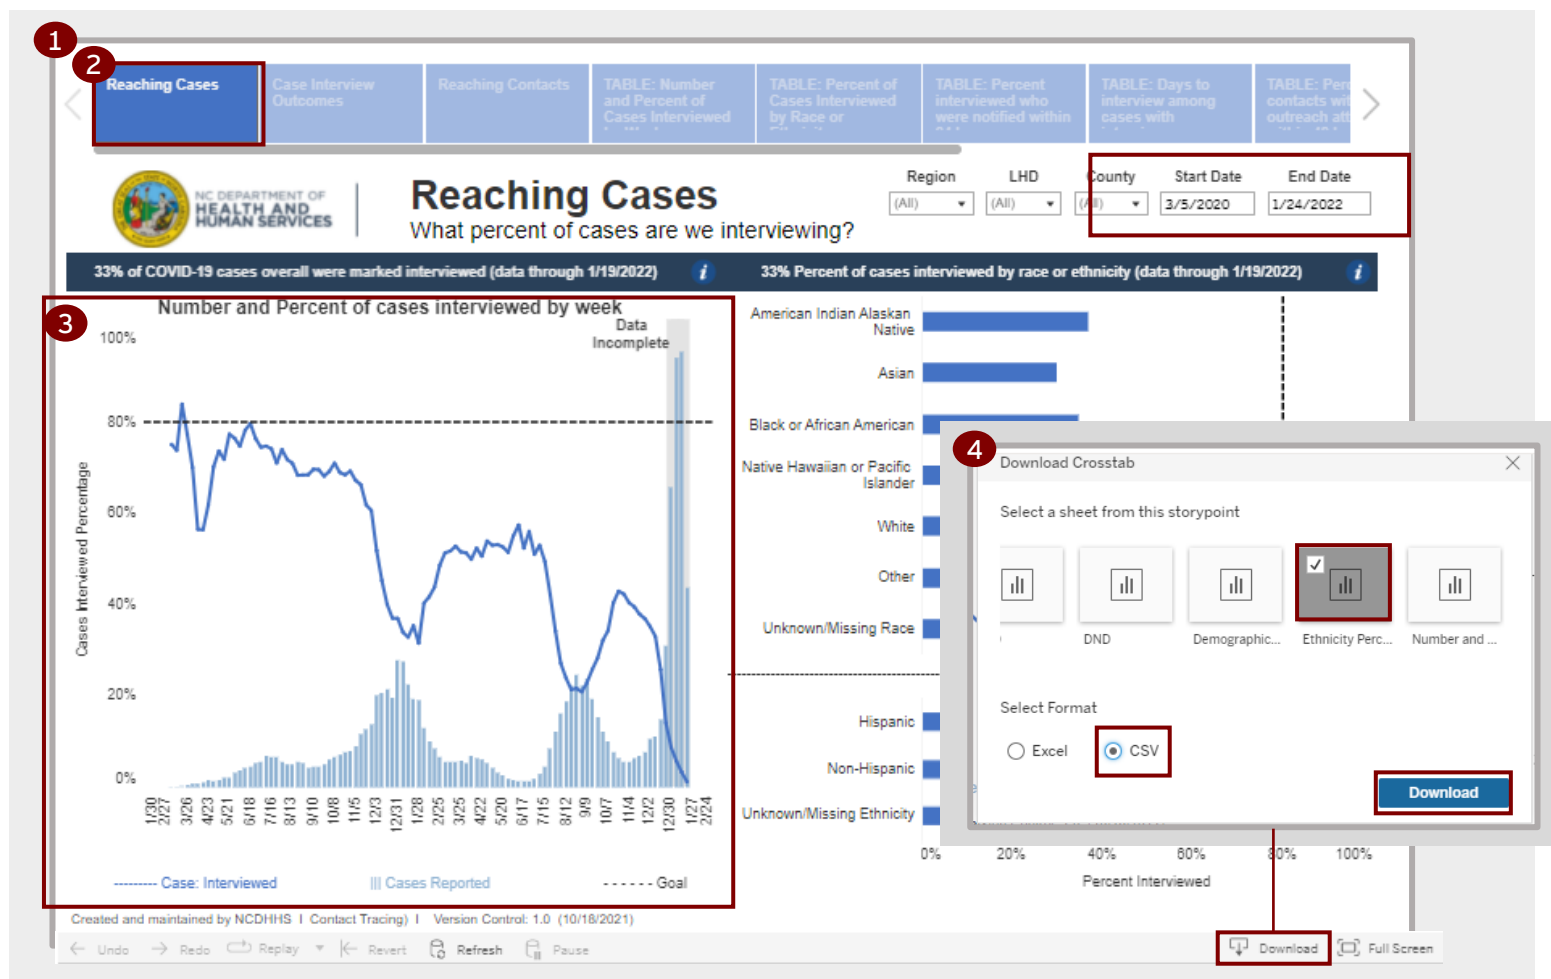 1
2
Reaching Cases
Case Interview
Outcomes
Reaching Contacts
TABLE: Number
and Percent of
Cases Interviewed
TABLE: Percent of
Cases Interviewed
by Race or
TABLE: Percent
interviewed who
were notified within
TABLE: Days to
interview among
cases with
TABLE:
contacts
outreach
NC DEPARTMENT OF
HEALTH AND
HUMAN SERVICES
Reaching Cases
What percent of cases are we interviewing?
Region LHD County Start Date End Date
(All) (All) (All) 3/5/2020 1/24/2022
33% of COVID-19 cases overall were marked interviewed (data through 1/19/2022) i
33% Percent of cases interviewed by race or ethnicity (data through 1/19/2022) i
3
Number and Percent of cases interviewed by week
Data
Incomplete
100%
80%
60%
40%
20%
0%
Cases Interviewed Percentage
1/30 2/27 3/26 4/23 5/21 6/18 7/16 8/13 9/10 10/8 11/5 12/3 12/31 1/28 2/25 3/25 4/22 5/20 6/17 7/15 8/12 9/9 10/7 11/4 12/2 12/30 1/27 2/24
Case: Interviewed Cases Reported Goal
American Indian Alaskan
Native
Asian
Black or African American
Native Hawaiian or Pacific
Islander
White
Other
Unknown/Missing Race
Hispanic
Non-Hispanic
Unknown/Missing Ethnicity
0% 20% 40% 60% 80% 100%
Percent Interviewed
4
Download Crosstab
Select a sheet from this storypoint
DND
Demographic...
Ethnicity Perc...
Number and ...
Select Format
Excel
CSV
Download
Created and maintained by NCDHHS I Contact Tracing) I Version Control: 1.0 (10/18/2021)
Undo Redo Replay Revert Refresh Pause Download Full Screen